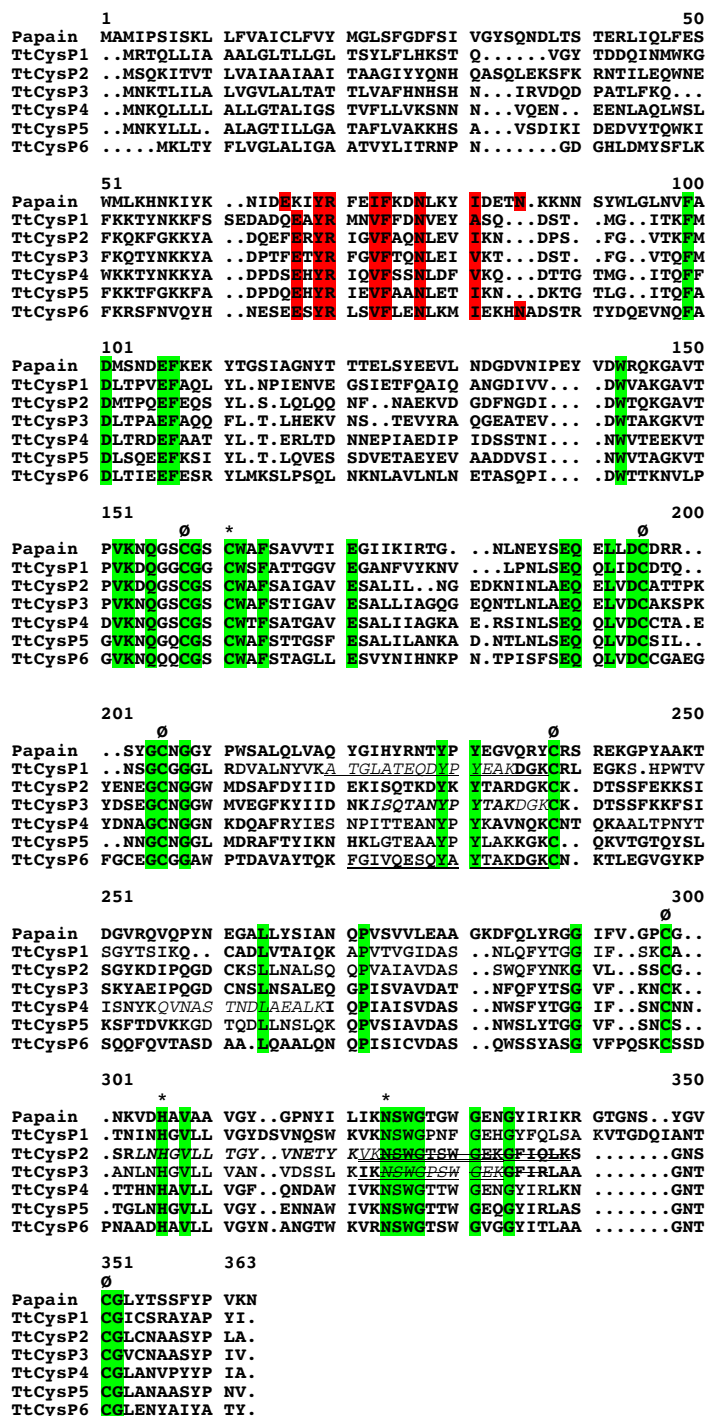 1 50
Papain MAMIPSISKL LFVAICLFVY MGLSFGDFSI VGYSQNDLTS TERLIQLFES
TtCysP1 ..MRTQLLIA AALGLTLLGL TSYLFLHKST Q.....VGY TDDQINMWKG
TtCysP2 ..MSQKITVT LVAIAAIAAI TAAGIYYQNH QASQLEKSFK RNTILEQWNE
TtCysP3 ..MNKTLILA LVGVLALTAT TLVAFHNHSH N...IRVDQD PATLFKQ...
TtCysP4 ..MNKQLLLL ALLGTALIGS TVFLLVKSNN N...VQEN.. EENLAQLWSL
TtCysP5 ..MNKYLLL. ALAGTILLGA TAFLVAKKHS A...VSDIKI DEDVYTQWKI
TtCysP6 .....MKLTY FLVGLALIGA ATVYLITRNP N......GD GHLDMYSFLK
51 100
Papain WMLKHNKIYK ..NIDEKIYR FEIFKDNLKY IDETN.KKNN SYWLGLNVFA
TtCysP1 FKKTYNKKFS SEDADQEAYR MNVFFDNVEY ASQ...DST. .MG..ITKFM
TtCysP2 FKQKFGKKYA ..DQEFERYR IGVFAQNLEV IKN...DPS. .FG..VTKFM
TtCysP3 FKQTYNKKYA ..DPTFETYR FGVFTQNLEI VKT...DST. .FG..VTQFM
TtCysP4 WKKTYNKKYA ..DPDSEHYR IQVFSSNLDF VKQ...DTTG TMG..ITQFF
TtCysP5 FKKTFGKKFA ..DPDQEHYR IEVFAANLET IKN...DKTG TLG..ITQFA
TtCysP6 FKRSFNVQYH ..NESEESYR LSVFLENLKM IEKHNADSTR TYDQEVNQFA
101 150
Papain DMSNDEFKEK YTGSIAGNYT TTELSYEEVL NDGDVNIPEY VDWRQKGAVT
TtCysP1 DLTPVEFAQL YL.NPIENVE GSIETFQAIQ ANGDIVV... .DWVAKGAVT
TtCysP2 DMTPQEFEQS YL.S.LQLQQ NF..NAEKVD GDFNGDI... .DWTQKGAVT
TtCysP3 DLTPAEFAQQ FL.T.LHEKV NS..TEVYRA QGEATEV... .DWTAKGKVT
TtCysP4 DLTRDEFAAT YL.T.ERLTD NNEPIAEDIP IDSSTNI... .NWVTEEKVT
TtCysP5 DLSQEEFKSI YL.T.LQVESS SDVETAEYEV AADDVSI... .NWVTAGKVT
TtCysP6 DLTIEEFESR YLMKSLPSQL NKNLAVLNLN ETASQPI... .DWTTKNVLP
151 200
Ø * Ø
Papain PVKNQGSCGS CWAFSAVVTI EGIIKIRTG. ..NLNEYSEQ ELLDCDRR..
TtCysP1 PVKDQGGCGG CWSFATTGGV EGANFVYKNV ...LPNLSEQ QLIDCDTQ..
TtCysP2 PVKDQGSCGS CWAFSAIGAV ESALIL..NG EDKNINLAEQ ELVDCATTPK
TtCysP3 PVKNQGSCGS CWAFSTIGAV ESALLIAGQG EQNTLNLAEQ ELVDCAKSPK
TtCysP4 DVKNQGSCGS CWTFSATGAV ESALIIAGKA E.RSINLSEQ QLVDCCTA.E
TtCysP5 GVKNQGQCGS CWAFSTTGSF ESALILANKA D.NTLNLSEQ QLVDCSIL..
TtCysP6 GVKNQQQCGS CWAFSTAGLL ESVYNIHNKP N.TPISFSEQ QLVDCCGAEG
201 250
Ø Ø
Papain ..SYGCNGGY PWSALQLVAQ YGIHYRNTYP YEGVQRYCRS REKGPYAAKT
TtCysP1 ..NSGCGGGL RDVALNYVKA TGLATEQDYP YEAKDGKCRL EGKS.HPWTV
TtCysP2 YENEGCNGGW MDSAFDYIID EKISQTKDYK YTARDGKCK. DTSSFEKKSI
TtCysP3 YDSEGCNGGW MVEGFKYIID NKISQTANYP YTAKDGKCK. DTSSFKKFSI
TtCysP4 YDNAGCNGGN KDQAFRYIES NPITTEANYP YKAVNQKCNT QKAALTPNYT
TtCysP5 ..NNGCNGGL MDRAFTYIKN HKLGTEAAYP YLAKKGKC.. QKVTGTQYSL
TtCysP6 FGCEGCGGAW PTDAVAYTQK FGIVQESQYA YTAKDGKCN. KTLEGVGYKP
251 300
Ø
Papain DGVRQVQPYN EGALLYSIAN QPVSVVLEAA GKDFQLYRGG IFV.GPCG..
TtCysP1 SGYTSIKQ.. CADLVTAIQK APVTVGIDAS ..NLQFYTGG IF..SKCA..
TtCysP2 SGYKDIPQGD CKSLLNALSQ QPVAIAVDAS ..SWQFYNKG VL..SSCG..
TtCysP3 SKYAEIPQGD CNSLNSALEQ GPISVAVDAT ..NFQFYTSG VF..KNCK..
TtCysP4 ISNYKQVNAS TNDLAEALKI QPIAISVDAS ..NWSFYTGG IF..SNCNN.
TtCysP5 KSFTDVKKGD TQDLLNSLQK QPVSIAVDAS ..NWSLYTGG VF..SNCS..
TtCysP6 SQQFQVTASD AA.LQAALQN QPISVCVDAS ..QWSSYASG VFPQSKCSSD
301 350
* *
Papain .NKVDHAVAA VGY..GPNYI LIKNSWGTGW GENGYIRIKR GTGNS..YGV
TtCysP1 .TNINHGVLL VGYDSVNQSW KVKNSWGPNF GEHGYFQLSA KVTGDQIANT
TtCysP2 .SRLNHGVLL TGY..VNETY KVKNSWGTSW GEKGFIQLKS .......GNS
TtCysP3 .ANLNHGVLL VAN..VDSSL KIKNSWGPSW GEKGFIRLAA .......GNT
TtCysP4 .TTHNHAVLL VGF..QNDAW IVKNSWGTTW GENGYIRLKN .......GNT
TtCysP5 .TGLNHGVLL VGY..ENNAW IVKNSWGTTW GEQGYIRLAS .......GNT
TtCysP6 PNAADHAVLL VGYN.ANGTW KVRNSWGTSW GVGGYITLAA .......GNT
351 363
Ø
Papain CGLYTSSFYP VKN
TtCysP1 CGICSRAYAP YI.
TtCysP2 CGLCNAASYP LA.
TtCysP3 CGVCNAASYP IV.
TtCysP4 CGLANVPYYP IA.
TtCysP5 CGLANAASYP NV.
TtCysP6 CGLENYAIYA TY.